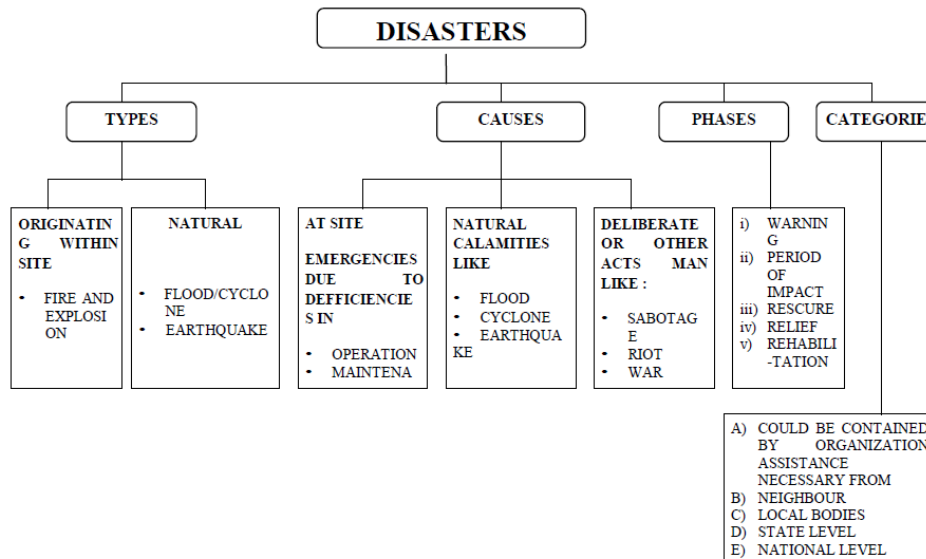 DISASTERS
TYPES
CAUSES
PHASES
CATEGORIE
ORIGINATIN
G WITHIN
SITE
• FIRE AND
EXPLOSI
ON
NATURAL
• FLOOD/CYCLO
NE
• EARTHQUAKE
AT SITE
EMERGENCIES
DUE TO
DEFFICIENCIE
S IN
• OPERATION
• MAINTENA
NATURAL
CALAMITIES
LIKE
• FLOOD
• CYCLONE
• EARTHQUA
KE
DELIBERATE
OR OTHER
ACTS MAN
LIKE :
• SABOTAG
E
• RIOT
• WAR
i) WARNIN
G
ii) PERIOD
OF
IMPACT
iii) RESCURE
iv) RELIEF
v) REHABILI
-TATION
A) COULD BE CONTAINED
BY ORGANIZATION
ASSISTANCE
NECESSARY FROM
B) NEIGHBOUR
C) LOCAL BODIES
D) STATE LEVEL
E) NATIONAL LEVEL